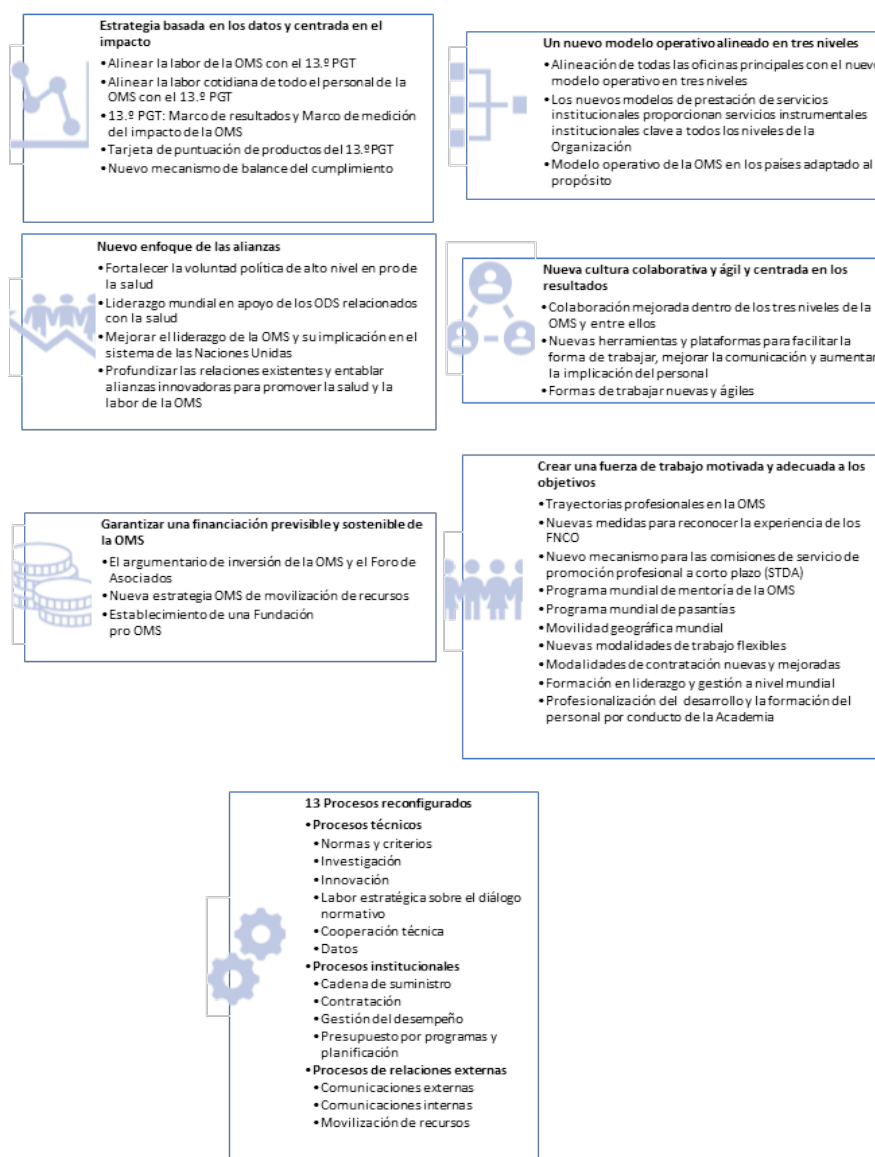 Estrategia basada en los datos y centrada en el
impacto
•Alinear la labor de la OMS con el 13.º PGT
•Alinear la labor cotidiana de todo el personal de la
OMS con el 13.º PGT
•13.º PGT: Marco de resultados y Marco de medición
del impacto de la OMS
•Tarjeta de puntuación de productos del 13.ºPGT
•Nuevo mecanismo de balance del cumplimiento
Un nuevo modelo operativo alineado en tres niveles
•Alineación de todas las oficinas principales con el nuevo
modelo operativo en tres niveles
•Los nuevos modelos de prestación de servicios
institucionales proporcionan servicios instrumentales
institucionales clave a todos los niveles de la
Organización
•Modelo operativo de la OMS en los países adaptado al
propósito
Nuevo enfoque de las alianzas
•Fortalecer la voluntad política de alto nivel en pro de
la salud
•Liderazgo mundial en apoyo de los ODS relacionados
con la salud
•Mejorar el liderazgo de la OMS y su implicación en el
sistema de las Naciones Unidas
•Profundizar las relaciones existentes y entablar
alianzas innovadoras para promover la salud y la
labor de la OMS
Nueva cultura colaborativa y ágil y centrada en los
resultados
•Colaboración mejorada dentro de los tres niveles de la
OMS y entre ellos
•Nuevas herramientas y plataformas para facilitar la
forma de trabajar, mejorar la comunicación y aumentar
la implicación del personal
•Formas de trabajar nuevas y ágiles
Garantizar una financiación previsible y sostenible de
la OMS
•El argumentario de inversión de la OMS y el Foro de
Asociados
•Nueva estrategia OMS de movilización de recursos
•Establecimiento de una Fundación
pro OMS
Crear una fuerza de trabajo motivada y adecuada a los
objetivos
•Trayectorias profesionales en la OMS
•Nuevas medidas para reconocer la experiencia de los
FNCO
•Nuevo mecanismo para las comisiones de servicio de
promoción profesional a corto plazo (STDA)
•Programa mundial de mentoría de la OMS
•Programa mundial de pasantías
•Movilidad geográfica mundial
•Nuevas modalidades de trabajo flexibles
•Modalidades de contratación nuevas y mejoradas
•Formación en liderazgo y gestión a nivel mundial
•Profesionalización del desarrollo y la formación del
personal por conducto de la Academia
13 Procesos reconfigurados
•Procesos técnicos
•Normas y criterios
•Investigación
•Innovación
•Labor estratégica sobre el diálogo
normativo
•Cooperación técnica
•Datos
•Procesos institucionales
•Cadena de suministro
•Contratación
•Gestión del desempeño
•Presupuesto por programas y
planificación
•Procesos de relaciones externas
•Comunicaciones externas
•Comunicaciones internas
•Movilización de recursos